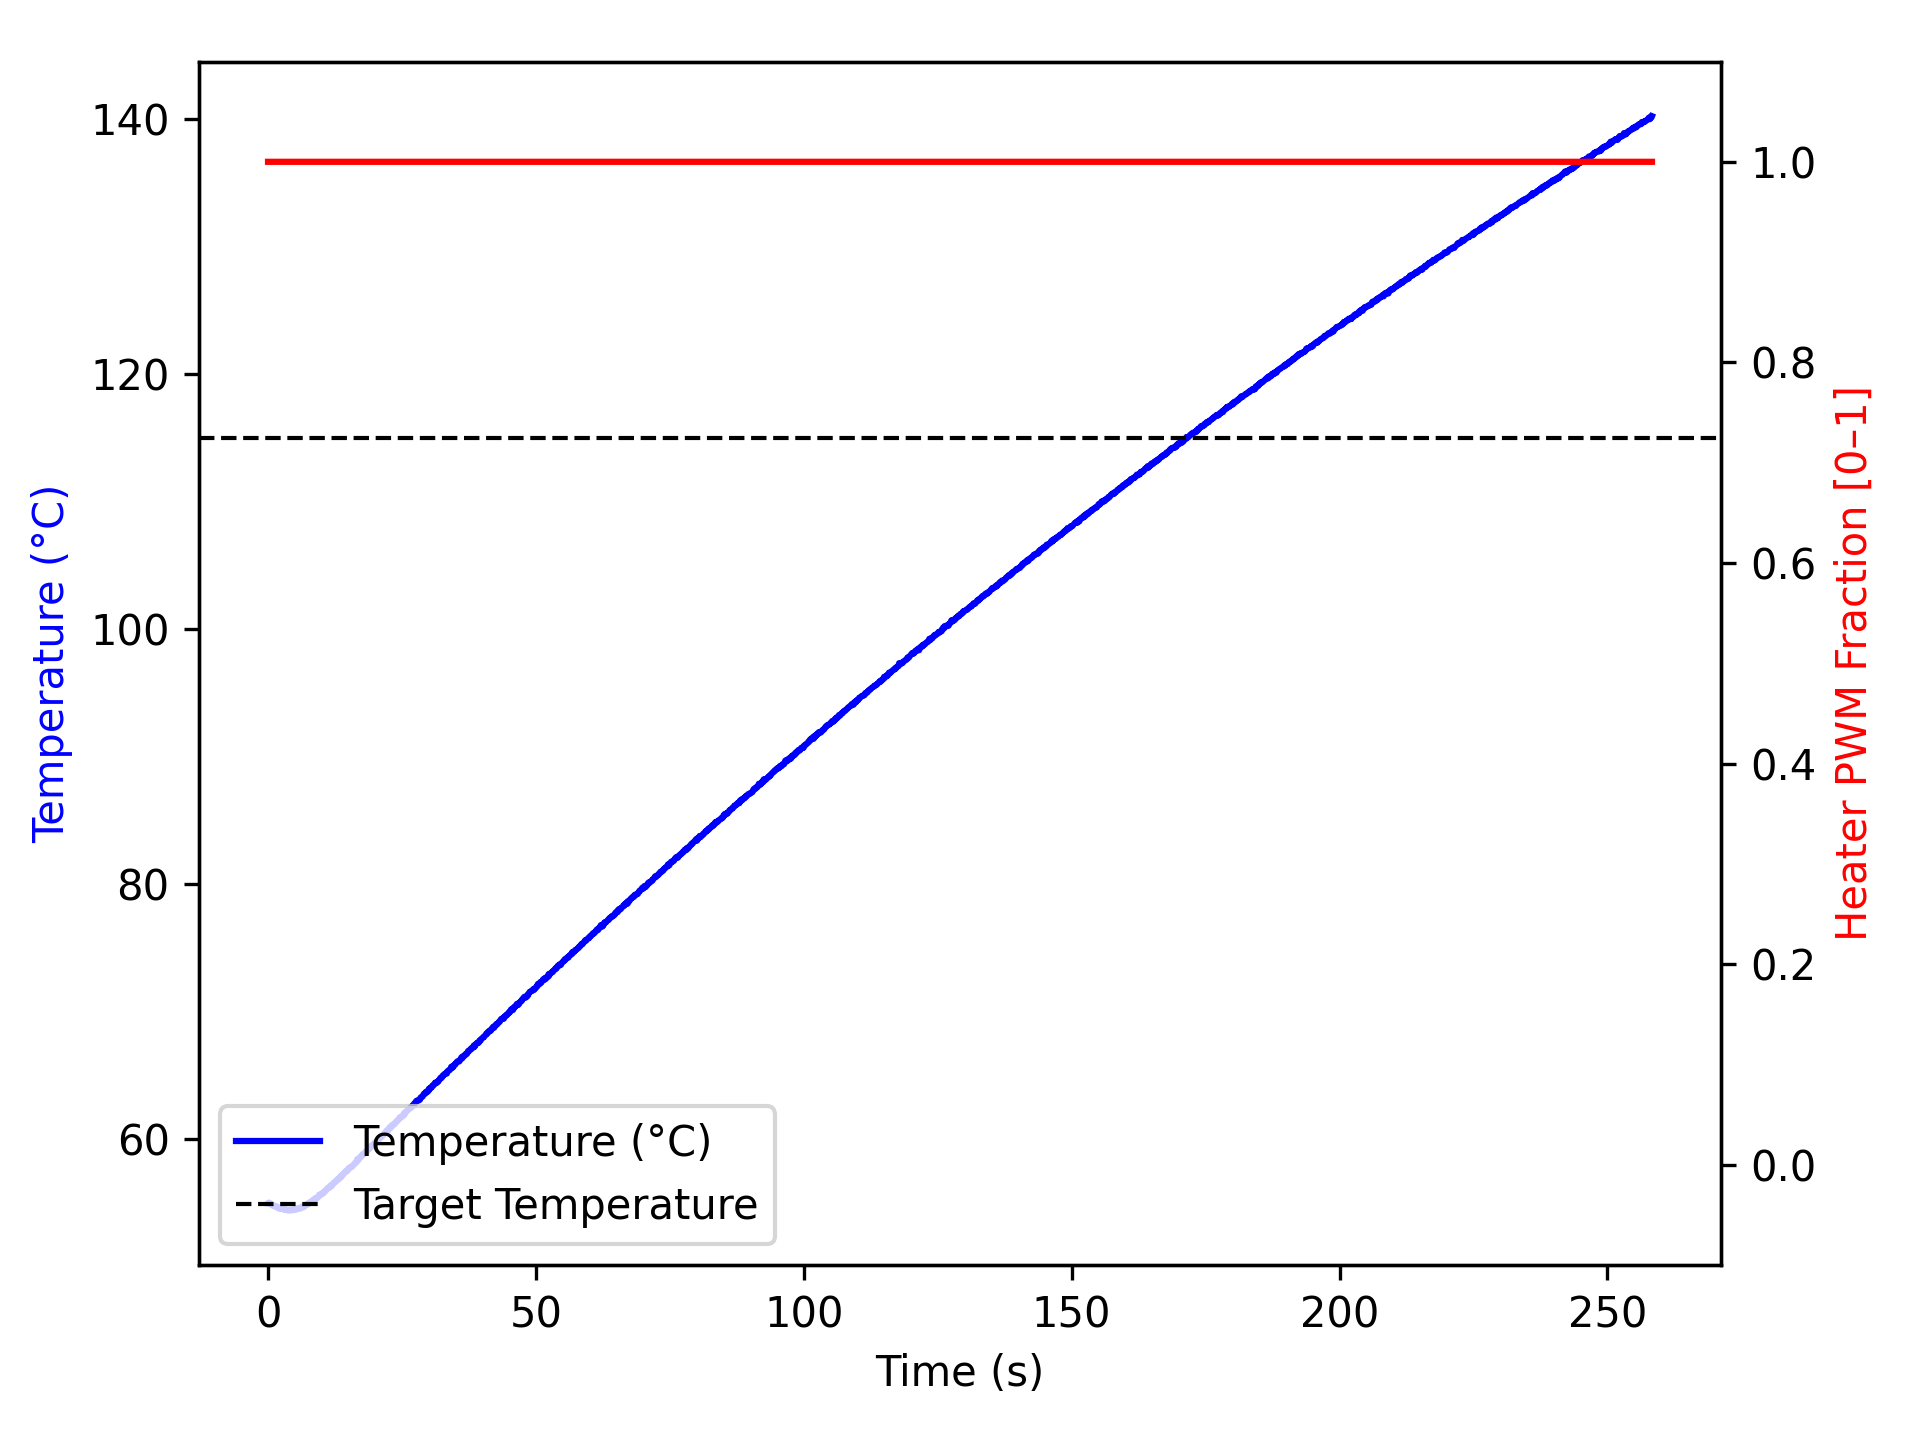 140
120
100
80
60
Temperature (°C)
1.0
0.8
0.6
0.4
0.2
0.0
Heater PWM Fraction [0–1]
Temperature (°C)
Target Temperature
0 50 100 150 200 250
Time (s)